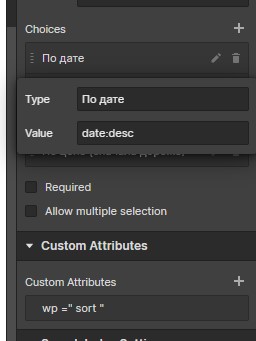 Choices
По дате
Type
По дате
Value
date:desc
Required
Allow multiple selection
Custom Attributes
Custom Attributes
wp =" sort "